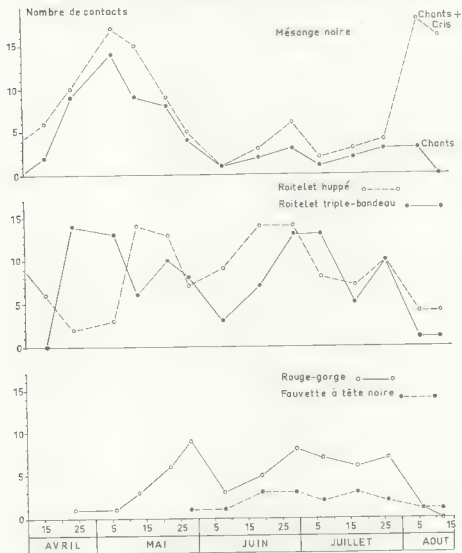 Nombre de contacts
Mésange noire
Chants +
Cris
15
10
5
0
Chants
Roitelet huppé
Roitelet triple-bandeau
15
10
5
0
Rouge-gorge
Fauvette à tête noire
10
5
0
15 25 5 15 25 5 15 25 5 15 25 5 15
AVRIL MAI JUIN JUILLET AOUT